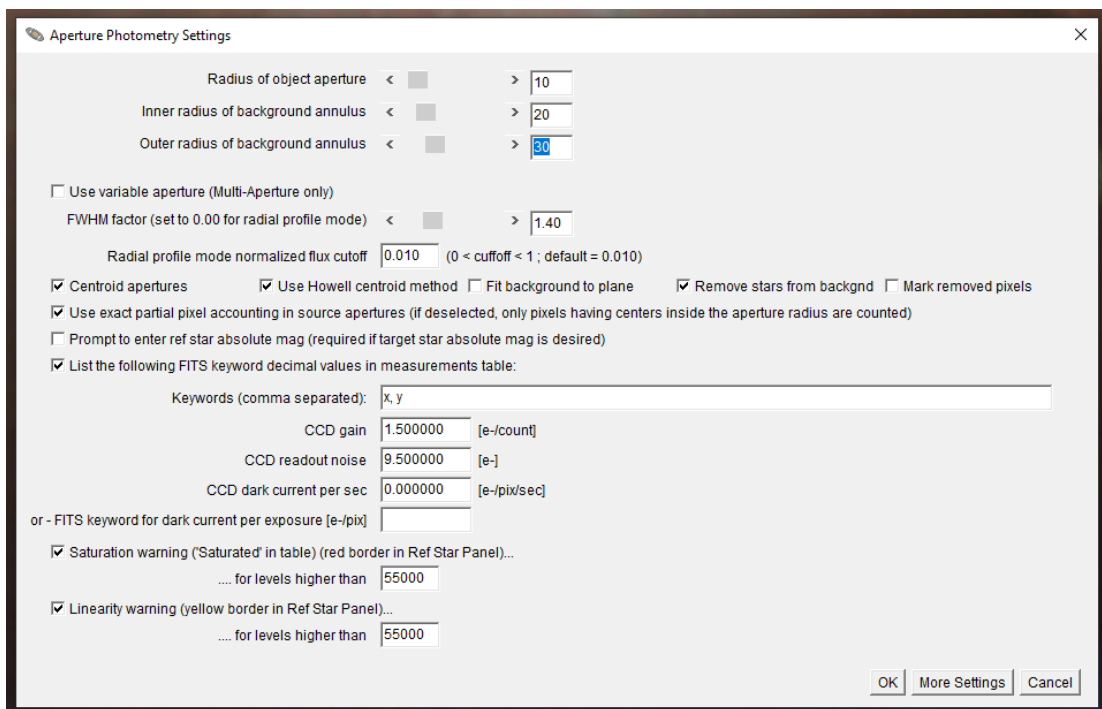 Aperture Photometry Settings
Radius of object aperture < > 10
Inner radius of background annulus < > 20
Outer radius of background annulus < > 30
Use variable aperture (Multi-Aperture only)
FWHM factor (set to 0.00 for radial profile mode) < > 1.40
Radial profile mode normalized flux cutoff 0.010 (0 < cuffoff < 1 ; default = 0.010)
Centroid apertures Use Howell centroid method Fit background to plane Remove stars from backgnd Mark removed pixels
Use exact partial pixel accounting in source apertures (if deselected, only pixels having centers inside the aperture radius are counted)
Prompt to enter ref star absolute mag (required if target star absolute mag is desired)
List the following FITS keyword decimal values in measurements table:
Keywords (comma separated): x, y
CCD gain 1.500000 [e-/count]
CCD readout noise 9.500000 [e-]
CCD dark current per sec 0.000000 [e-/pix/sec]
or - FITS keyword for dark current per exposure [e-/pix]
Saturation warning ('Saturated' in table) (red border in Ref Star Panel)...
.... for levels higher than 55000
Linearity warning (yellow border in Ref Star Panel)...
.... for levels higher than 55000
OK More Settings Cancel